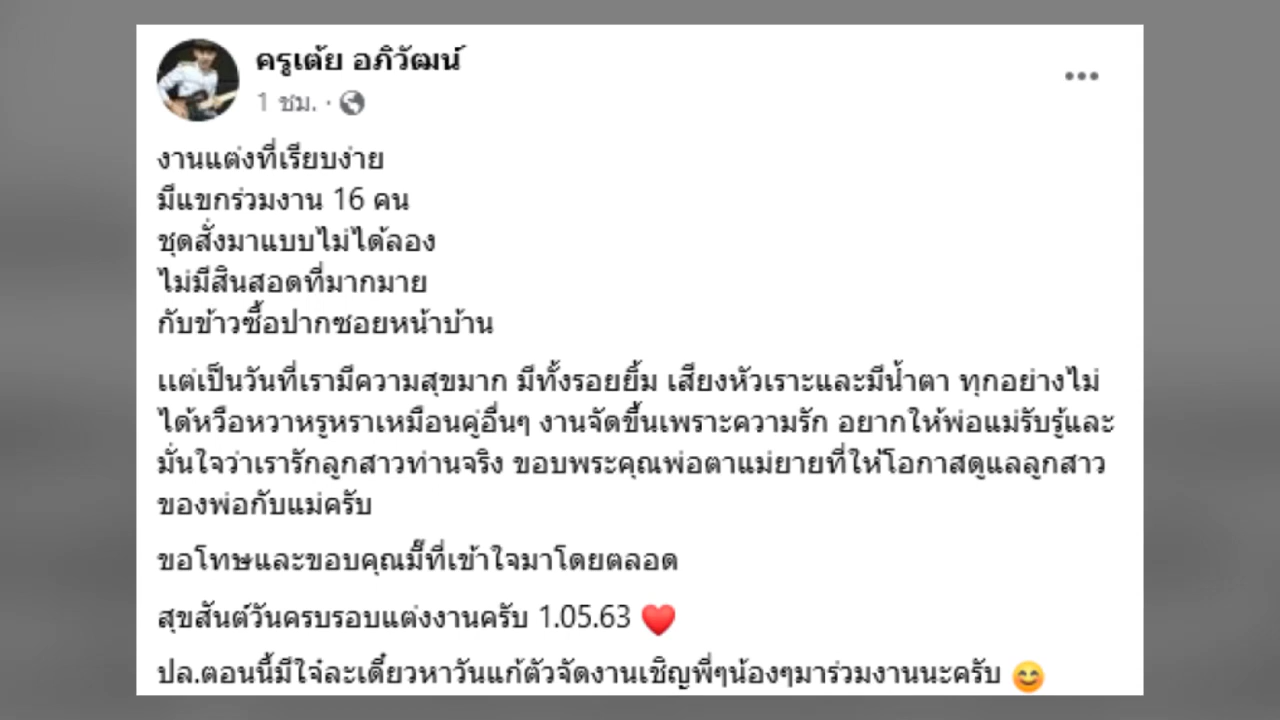 ครูเต้ย อภิวัฒน์
1 ชม. ·
งานแต่งที่เรียบง่าย
มีแขกร่วมงาน 16 คน
ชุดสั่งมาแบบไม่ได้ลอง
ไม่มีสินสอดที่มากมาย
กับข้าวซื้อปากซอยหน้าบ้าน
แต่เป็นวันที่เรามีความสุขมาก มีทั้งรอยยิ้ม เสียงหัวเราะและมีน้ำตา ทุกอย่างไม่
ได้หวือหวาหรูหราเหมือนคู่อื่นๆ งานจัดขึ้นเพราะความรัก อยากให้พ่อแม่รับรู้และ
มั่นใจว่าเรารักลูกสาวท่านจริง ขอบพระคุณพ่อตาแม่ยายที่ให้โอกาสดูแลลูกสาว
ของพ่อกับแม่ครับ
ขอโทษและขอบคุณมี๊ที่เข้าใจมาโดยตลอด
สุขสันต์วันครบรอบแต่งงานครับ 1.05.63 ❤️
ปล.ตอนนี้มีใจ๋ละเดี๋ยวหาวันแก้ตัวจัดงานเชิญพี่ๆน้องๆมาร่วมงานนะครับ 😊